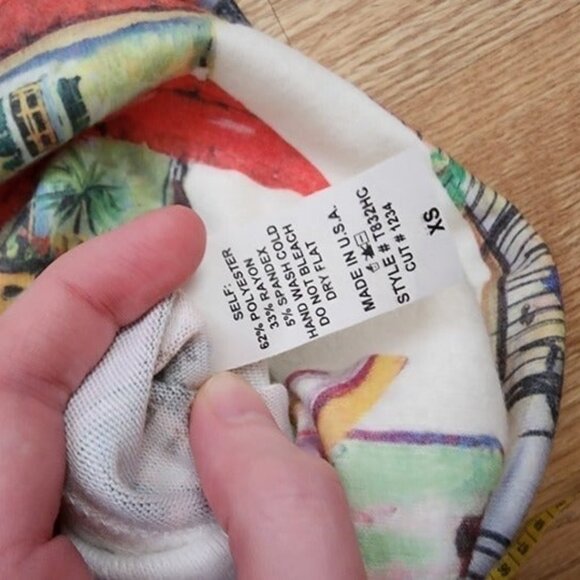 SELF:
62% POLYESTER
33% RAYON
5% SPANDEX
HAND WASH COLD
DO NOT BLEACH
DRY FLAT
MADE IN U.S.A.
STYLE# T832HC
CUT #1234
XS